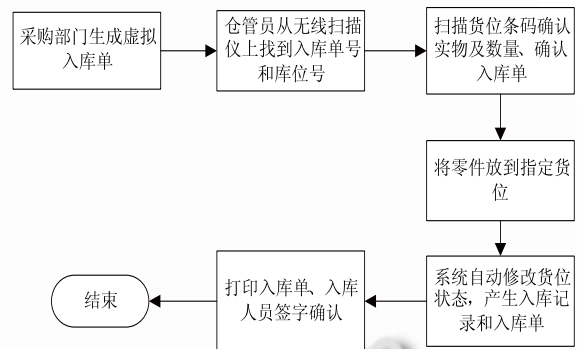 采购部门生成虚拟
入库单
仓管员从无线扫描
仪上找到入库单号
和库位号
扫描货位条码确认
实物及数量、确认
入库单
将零件放到指定货
位
系统自动修改货位
状态，产生入库记
录和入库单
打印入库单、入库
人员签字确认
结束